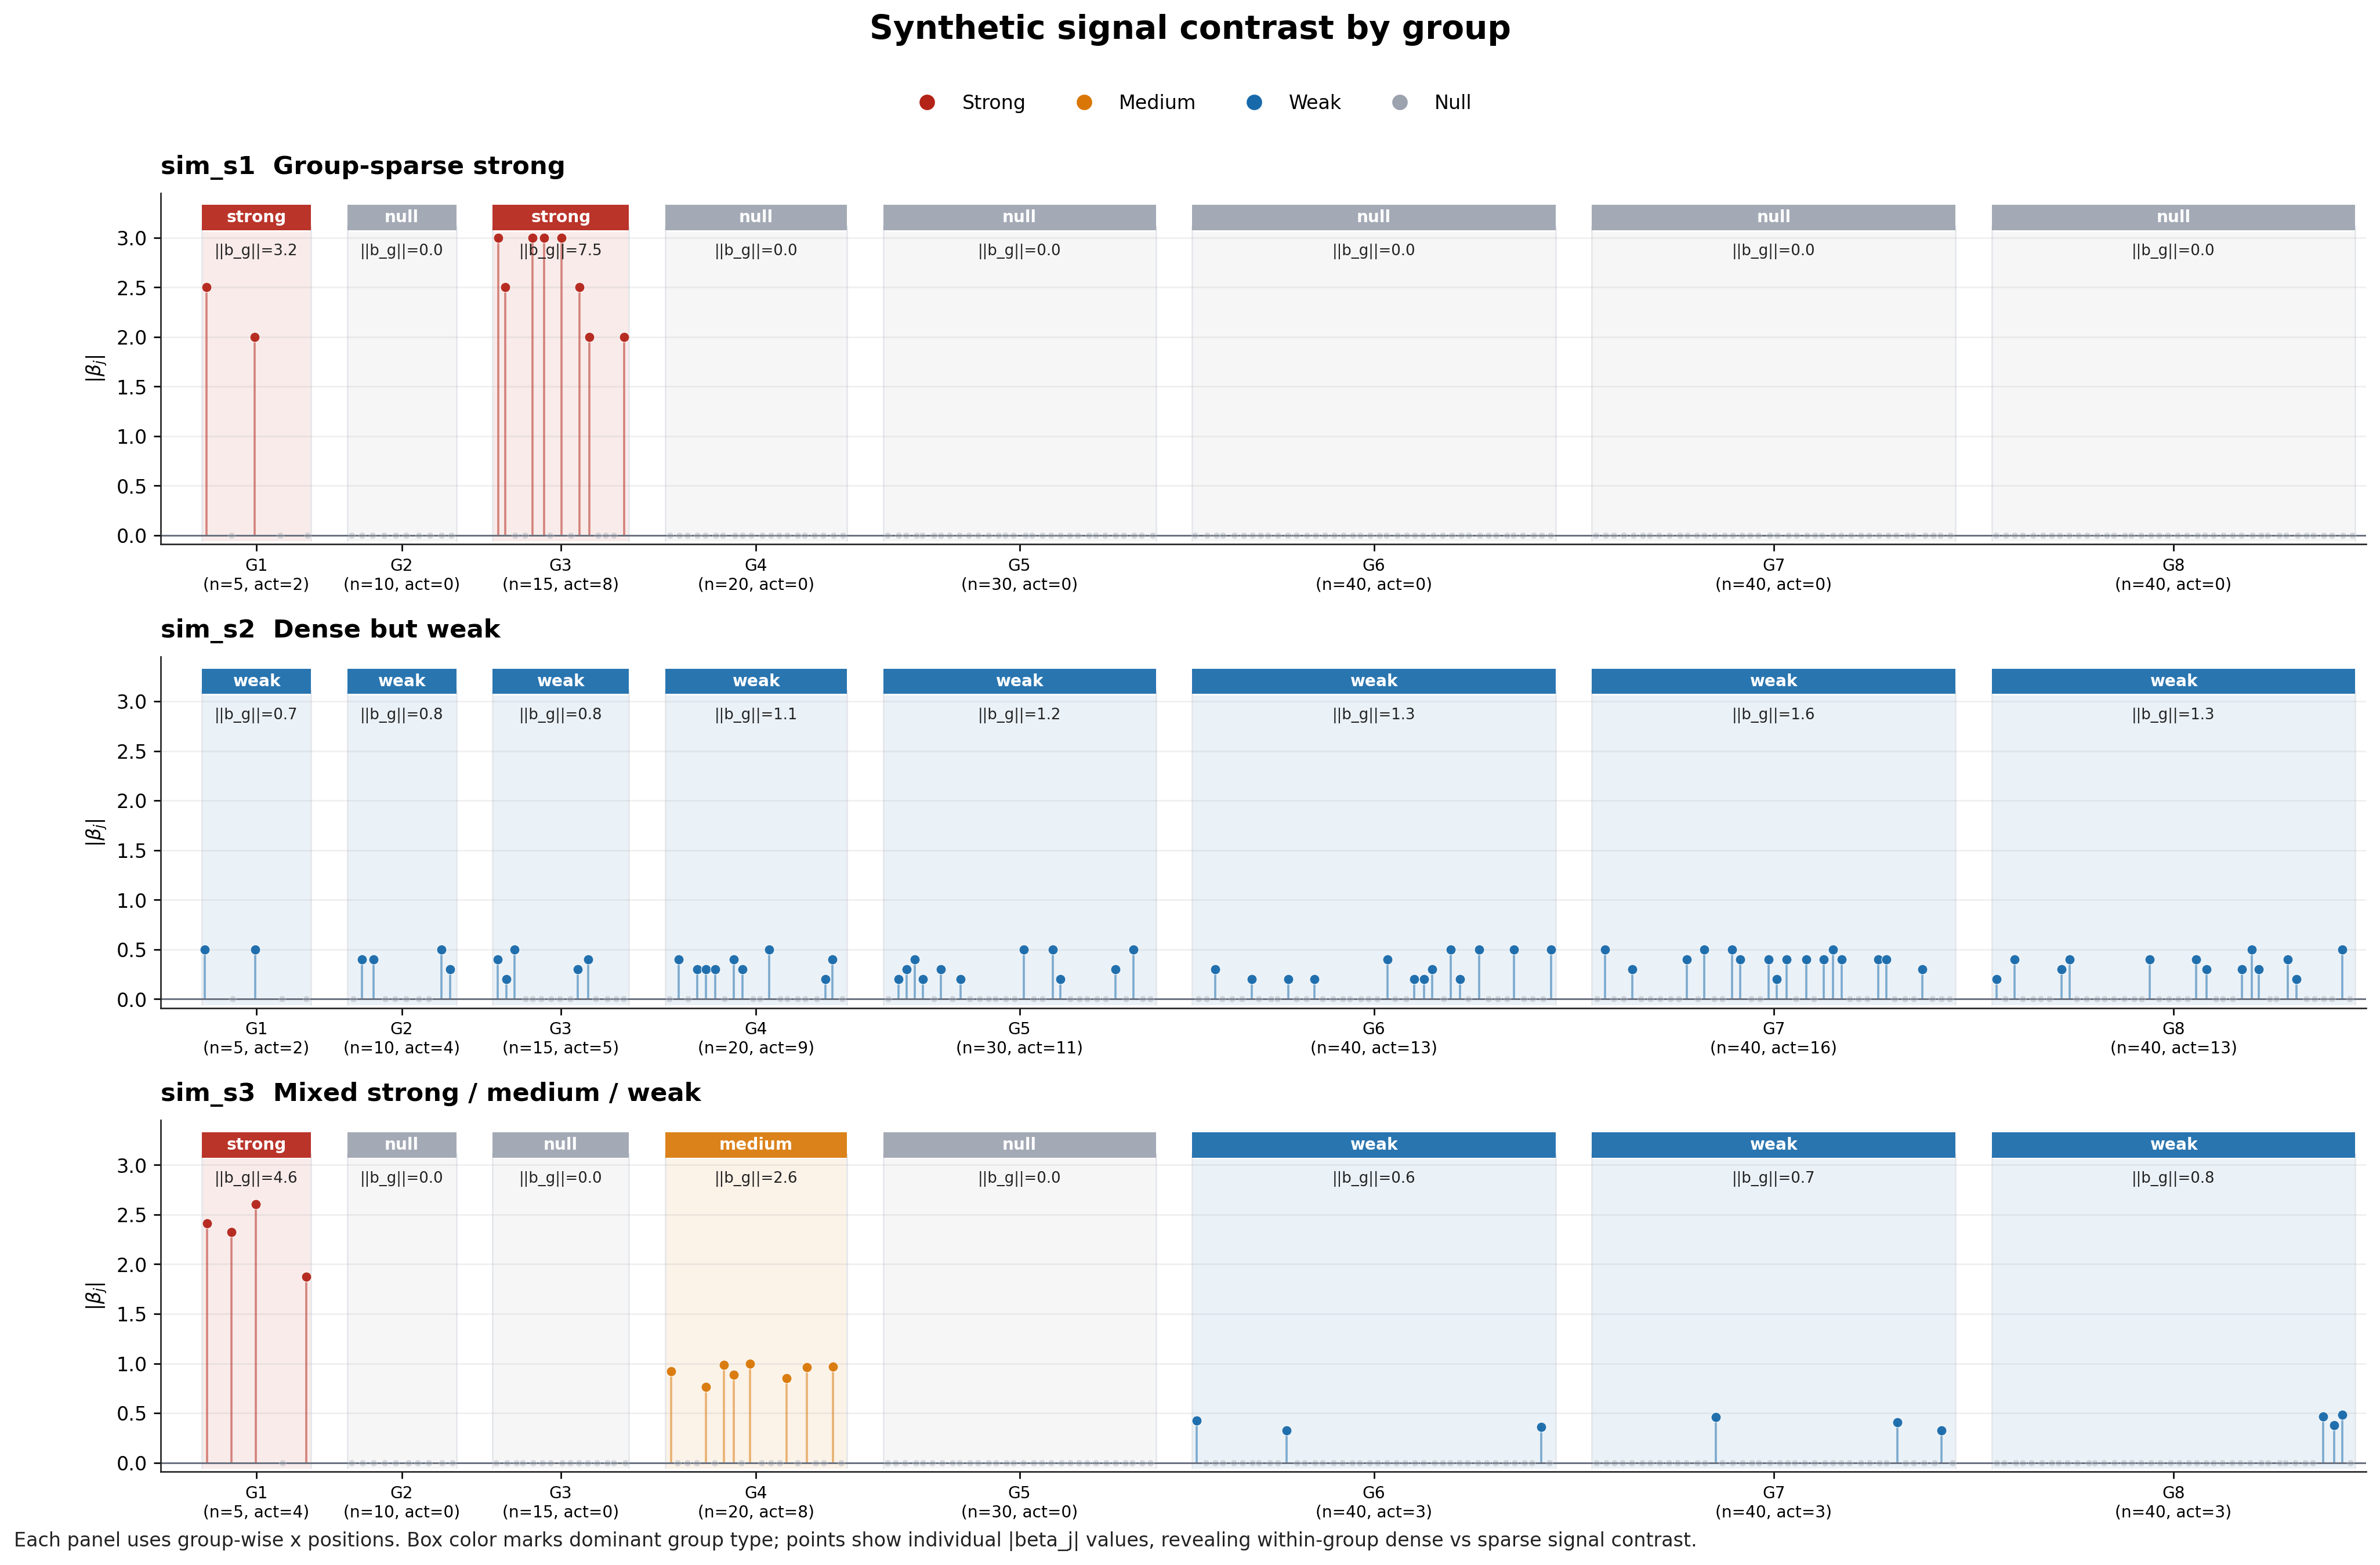 Synthetic signal contrast by group
Strong Medium Weak Null
sim_s1 Group-sparse strong
strong null strong null null null null null
||b_g||=3.2 ||b_g||=0.0 ||b_g||=7.5 ||b_g||=0.0 ||b_g||=0.0 ||b_g||=0.0 ||b_g||=0.0 ||b_g||=0.0
3.0
2.5
2.0
|βj|
1.5
1.0
0.5
0.0
G1 G2 G3 G4 G5 G6 G7 G8
(n=5, act=2) (n=10, act=0) (n=15, act=8) (n=20, act=0) (n=30, act=0) (n=40, act=0) (n=40, act=0) (n=40, act=0)
sim_s2 Dense but weak
weak weak weak weak weak weak weak weak
||b_g||=0.7 ||b_g||=0.8 ||b_g||=0.8 ||b_g||=1.1 ||b_g||=1.2 ||b_g||=1.3 ||b_g||=1.6 ||b_g||=1.3
3.0
2.5
2.0
|βj|
1.5
1.0
0.5
0.0
G1 G2 G3 G4 G5 G6 G7 G8
(n=5, act=2) (n=10, act=4) (n=15, act=5) (n=20, act=9) (n=30, act=11) (n=40, act=13) (n=40, act=16) (n=40, act=13)
sim_s3 Mixed strong / medium / weak
strong null null medium null weak weak weak
||b_g||=4.6 ||b_g||=0.0 ||b_g||=0.0 ||b_g||=2.6 ||b_g||=0.0 ||b_g||=0.6 ||b_g||=0.7 ||b_g||=0.8
3.0
2.5
2.0
|βj|
1.5
1.0
0.5
0.0
G1 G2 G3 G4 G5 G6 G7 G8
(n=5, act=4) (n=10, act=0) (n=15, act=0) (n=20, act=8) (n=30, act=0) (n=40, act=3) (n=40, act=3) (n=40, act=3)
Each panel uses group-wise x positions. Box color marks dominant group type; points show individual |beta_j| values, revealing within-group dense vs sparse signal contrast.